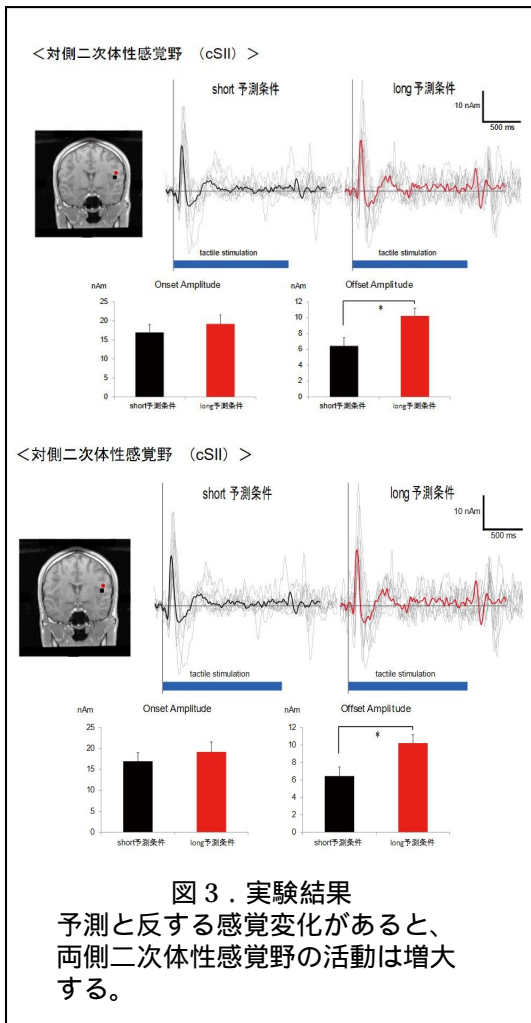 ＜対側二次体性感覚野　（cSII）＞
short 予測条件
long 予測条件
10 nAm
500 ms
tactile stimulation
tactile stimulation
nAm
Onset Amplitude
25
20
15
10
5
0
short予測条件
long予測条件
nAm
Offset Amplitude
12
10
8
6
4
2
0
*
short予測条件
long予測条件
＜対側二次体性感覚野　（cSII）＞
short 予測条件
long 予測条件
10 nAm
500 ms
tactile stimulation
tactile stimulation
nAm
Onset Amplitude
25
20
15
10
5
0
short予測条件
long予測条件
nAm
Offset Amplitude
12
10
8
6
4
2
0
*
short予測条件
long予測条件
図３．実験結果
予測と反する感覚変化があると、
両側二次体性感覚野の活動は増大
する。